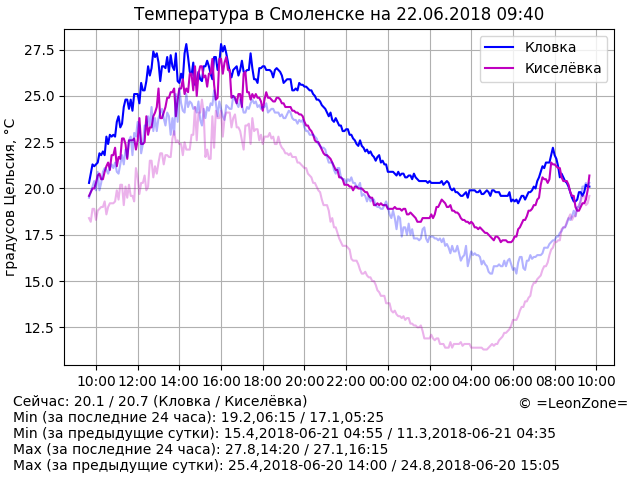 Температура в Смоленске на 22.06.2018 09:40
27.5
25.0
22.5
20.0
17.5
15.0
12.5
градусов Цельсия, °C
Кловка
Киселёвка
10:00 12:00 14:00 16:00 18:00 20:00 22:00 00:00 02:00 04:00 06:00 08:00 10:00
Сейчас: 20.1 / 20.7 (Кловка / Киселёвка)
© =LeonZone=
Min (за последние 24 часа): 19.2,06:15 / 17.1,05:25
Min (за предыдущие сутки): 15.4,2018-06-21 04:55 / 11.3,2018-06-21 04:35
Max (за последние 24 часа): 27.8,14:20 / 27.1,16:15
Max (за предыдущие сутки): 25.4,2018-06-20 14:00 / 24.8,2018-06-20 15:05